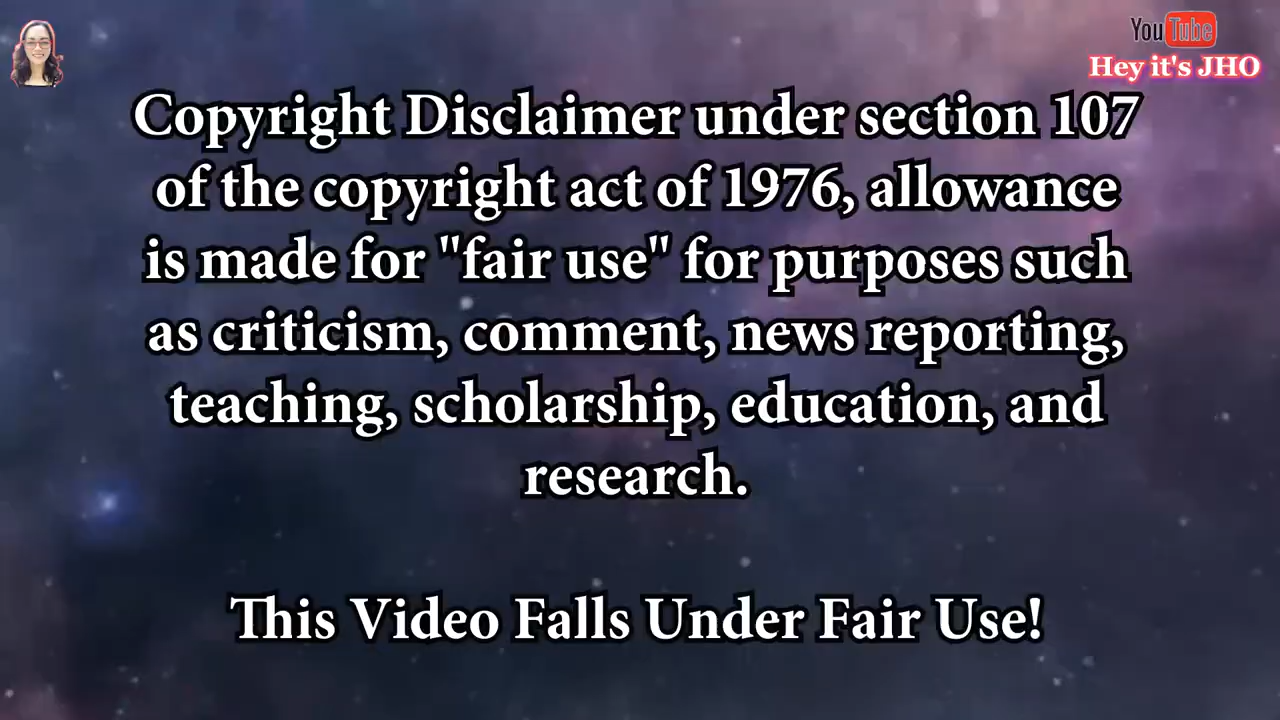 YouTube
Hey it's JHO
Copyright Disclaimer under section 107
of the copyright act of 1976, allowance
is made for "fair use" for purposes such
as criticism, comment, news reporting,
teaching, scholarship, education, and
research.
This Video Falls Under Fair Use!